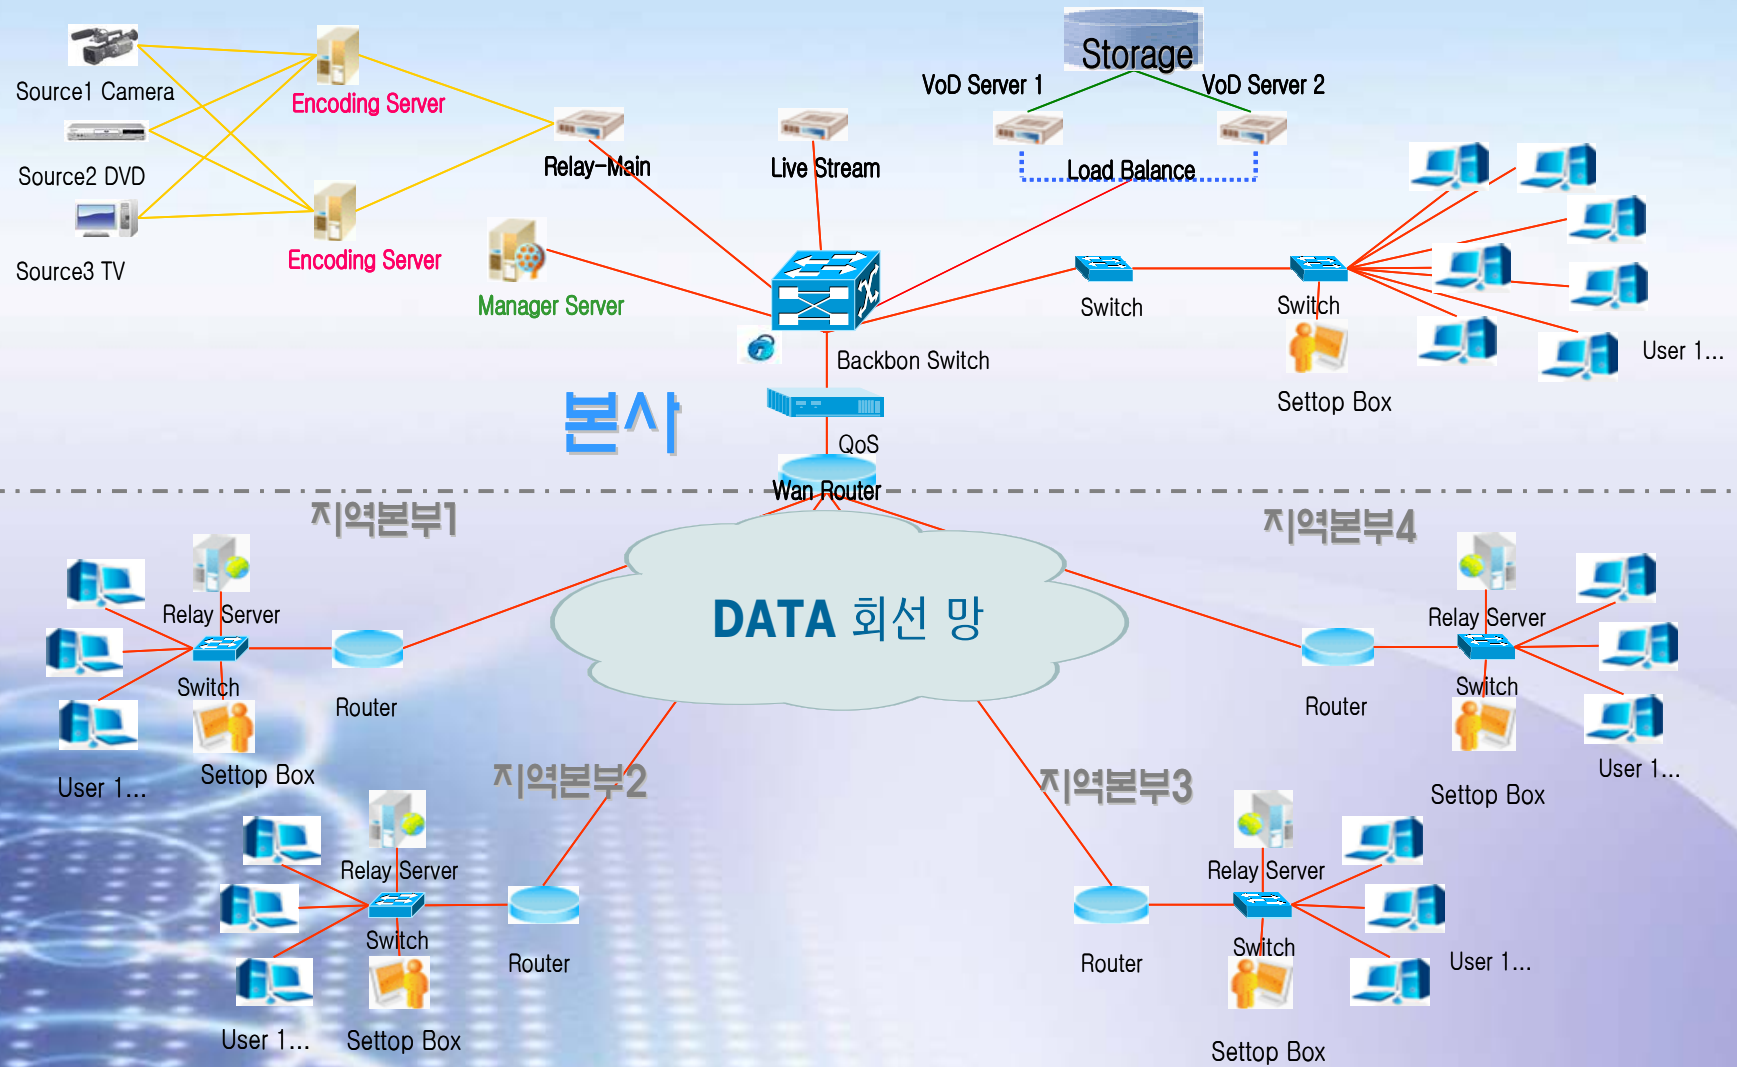 Storage
VoD Server 1
VoD Server 2
Source1 Camera
Encoding Server
Relay-Main
Live Stream
Load Balance
Source2 DVD
Encoding Server
Source3 TV
Manager Server
Switch
Switch
User 1...
Backbon Switch
Settop Box
본사
QoS
Wan Router
지역본부1
지역본부4
DATA 회선 망
Relay Server
Switch
Router
Settop Box
User 1...
Relay Server
Switch
Router
Settop Box
User 1...
지역본부2
지역본부3
Relay Server
Switch
Router
User 1...
Settop Box
Relay Server
Switch
Router
User 1...
Settop Box